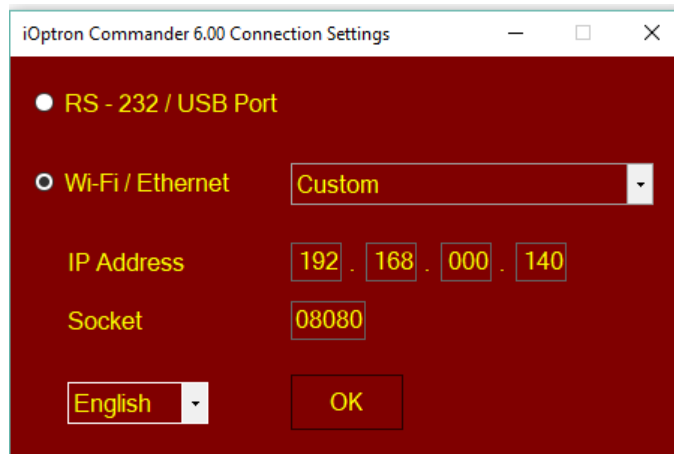 iOptron Commander 6.00 Connection Settings
RS - 232 / USB Port
Wi-Fi / Ethernet Custom
IP Address 192 . 168 . 000 . 140
Socket 08080
English OK